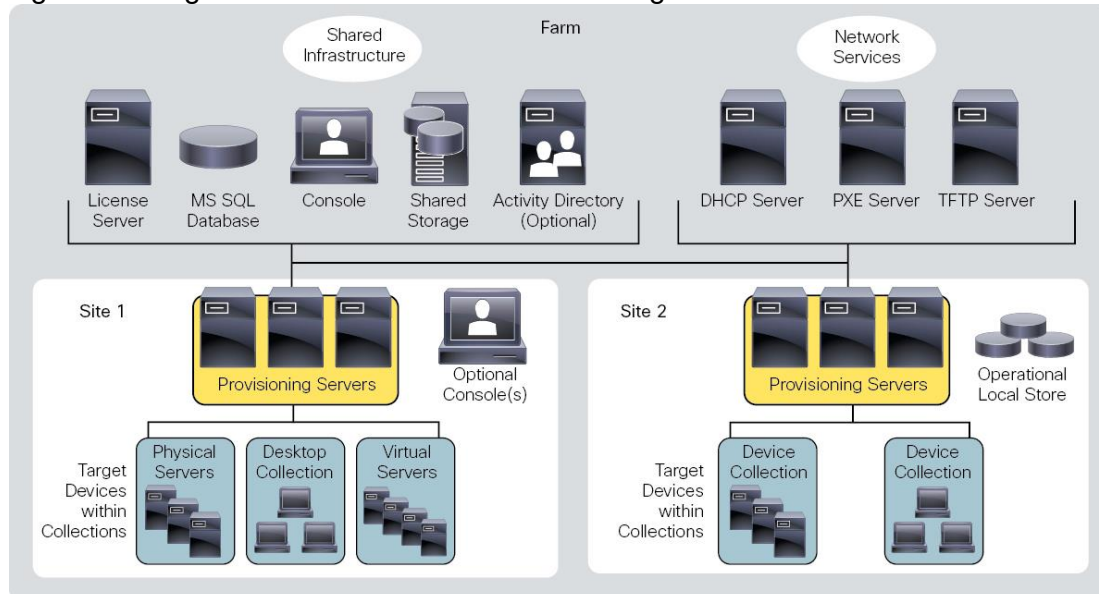 Farm
Shared
Infrastructure
Network
Services
License
Server
MS SQL
Database
Console
Shared
Storage
Activity Directory
(Optional)
DHCP Server
PXE Server
TFTP Server
Site 1
Provisioning Servers
Optional
Console(s)
Target
Devices
within
Collections
Physical
Servers
Desktop
Collection
Virtual
Servers
Site 2
Provisioning Servers
Operational
Local Store
Target
Devices
within
Collections
Device
Collection
Device
Collection